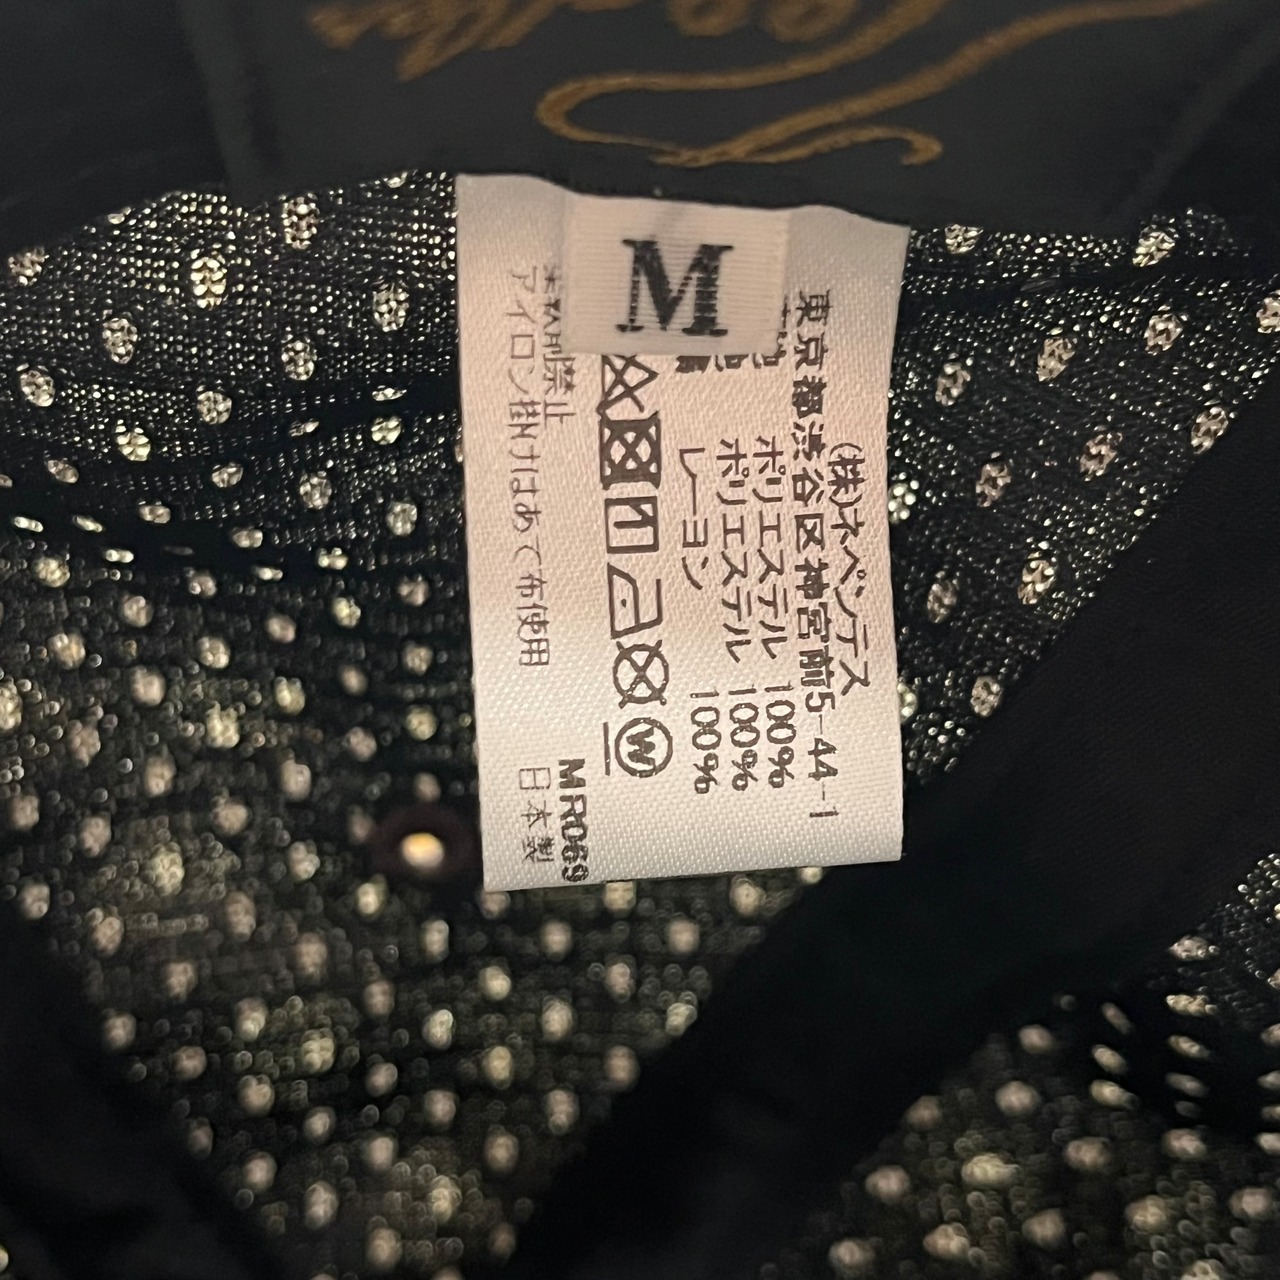 M
(株)ネペンテス
東京都渋谷区神宮前5-44-1
ポリエステル 100%
ポリエステル 100%
レーヨン 100%
W
禁止
アイロン掛けはあて布使用
MR069
日本製